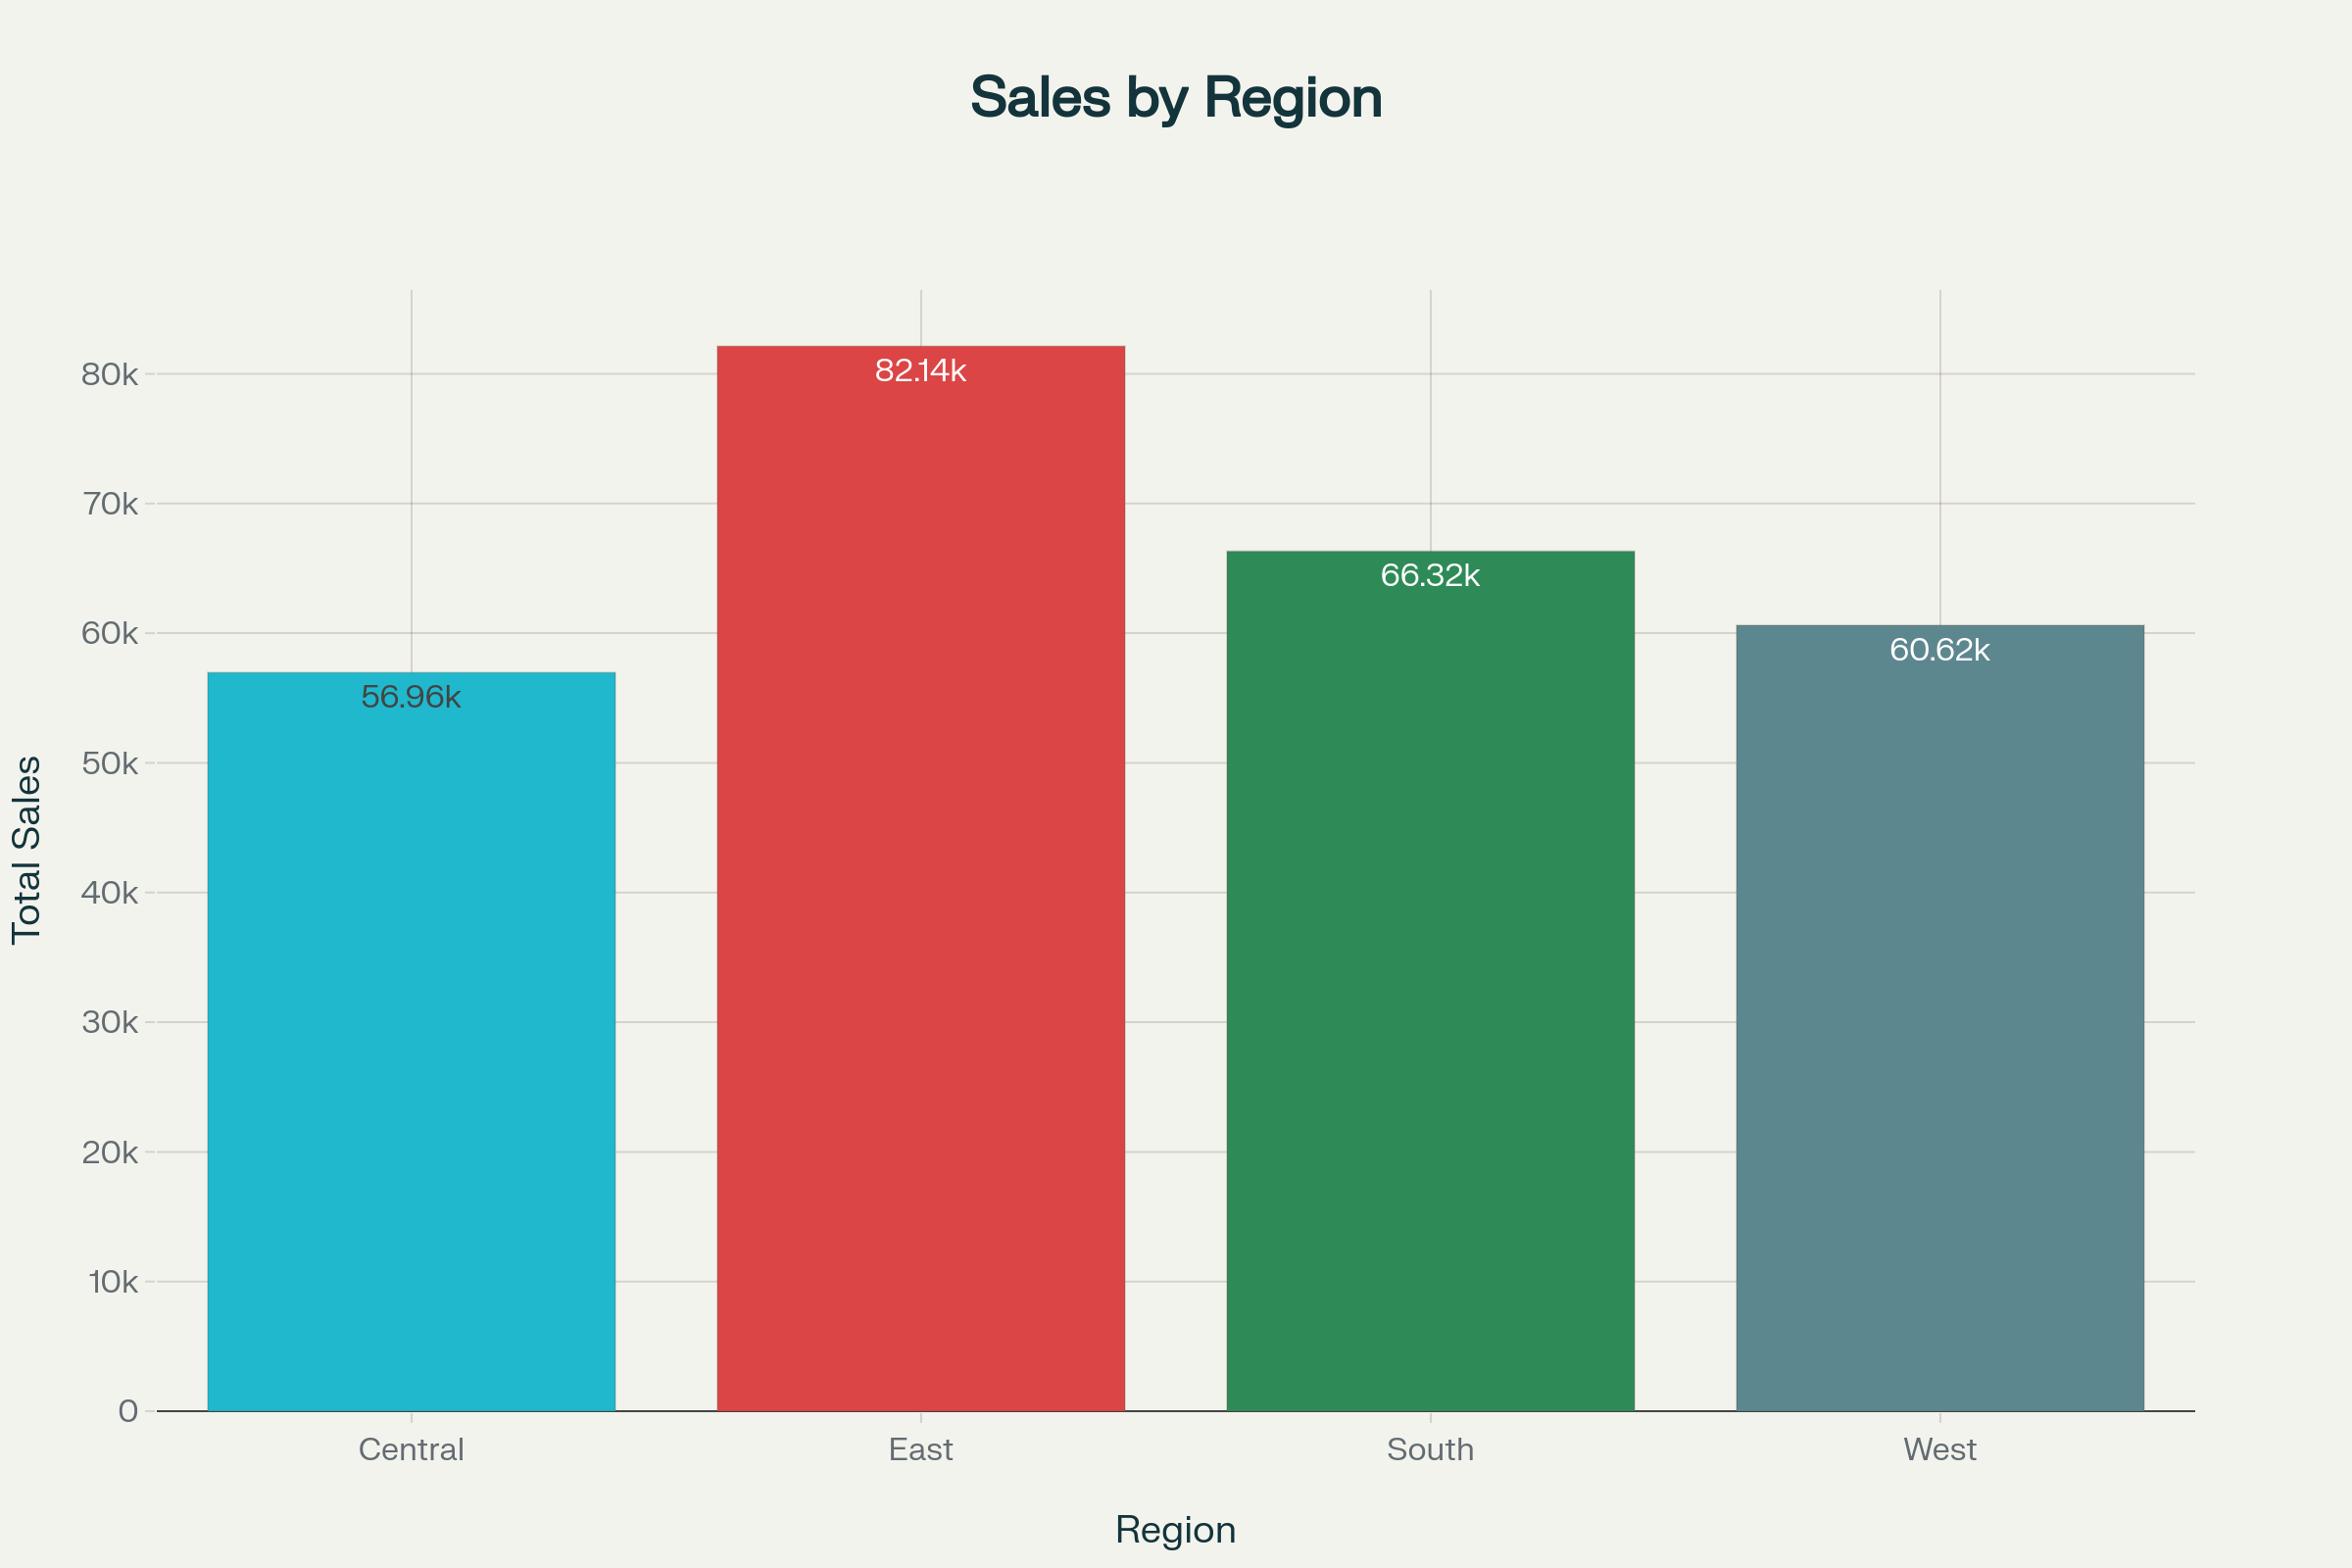 Sales by Region
80k
70k
60k
50k
40k
30k
20k
10k
0
Total Sales
56.96k
82.14k
66.32k
60.62k
Central
East
South
West
Region